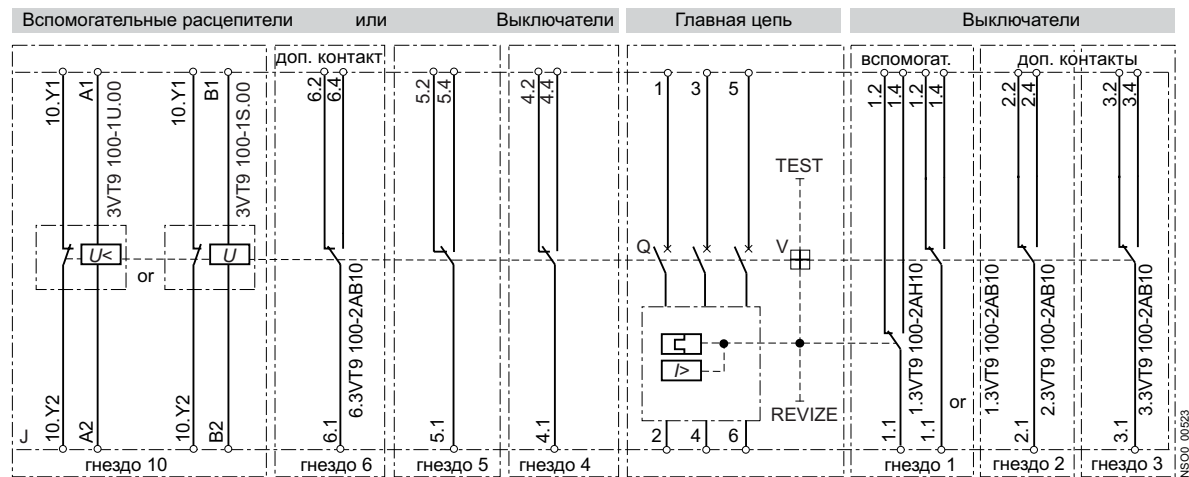 Вспомогательные расцепители или Выключатели Главная цепь Выключатели
доп. контакт вспомогат. доп. контакты
10.Y1 A1 10.Y1 B1 6.2 6.4 5.2 5.4 4.2 4.4 1 3 5 1.2 1.4 1.2 1.4 2.2 2.4 3.2 3.4
3VT9 100-1U.00
3VT9 100-1S.00
TEST
Q V
U< or U
I>
6.3VT9 100-2AB10
1.3VT9 100-2AH10
or
1.3VT9 100-2AB10
2.3VT9 100-2AB10
3.3VT9 100-2AB10
REVIZE
J 10.Y2 A2 10.Y2 B2 6.1 5.1 4.1 2 4 6 1.1 1.1 2.1 3.1
гнездо 10 гнездо 6 гнездо 5 гнездо 4 гнездо 1 гнездо 2 гнездо 3
NSO0 00523